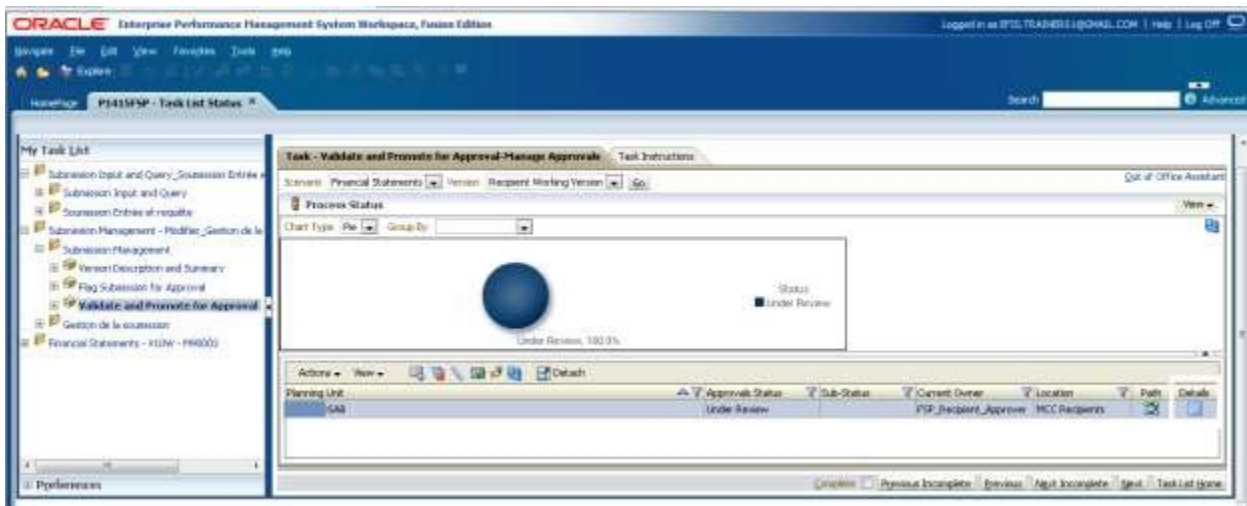 ORACLE Enterprise Performance Management System Workspace, Fusion Edition
Logged in as EFIS.TRAINER01@GMAIL.COM | Help | Log Off
Navigate File Edit View Favorites Tools Help
Explore:
HomePage P1415FSP - Task List Status
Search Advanced
My Task List
Submission Input and Query_Soumission Entrée e
Submission Input and Query
Soumission Entrée et requête
Submission Management - Modifier_Gestion de la
Submission Management
Version Description and Summary
Flag Submission for Approval
Validate and Promote for Approval
Gestion de la soumission
Financial Statements
Preferences
Task - Validate and Promote for Approval-Manage Approvals Task Instructions
Scenario Financial Statements Version Recipient Working Version Go
Out of Office Assistant
Process Status
View
Chart Type Pie Group By
Status
Under Review
Under Review, 100.0%
Actions View Detach
Planning Unit Approvals Status Sub-Status Current Owner Location Path Details
Under Review FSP_Recipient_Approver MCC Recipients
Complete Previous Incomplete Previous Next Incomplete Next Task List Home